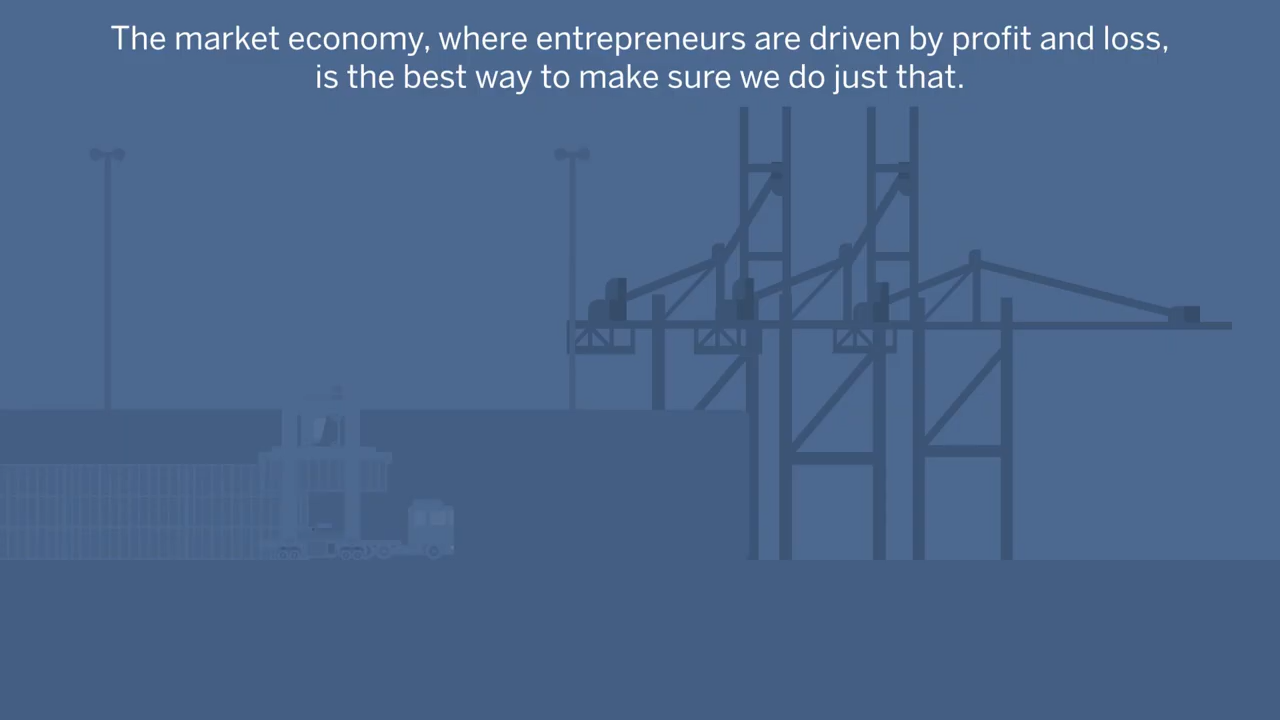 The market economy, where entrepreneurs are driven by profit and loss,
is the best way to make sure we do just that.